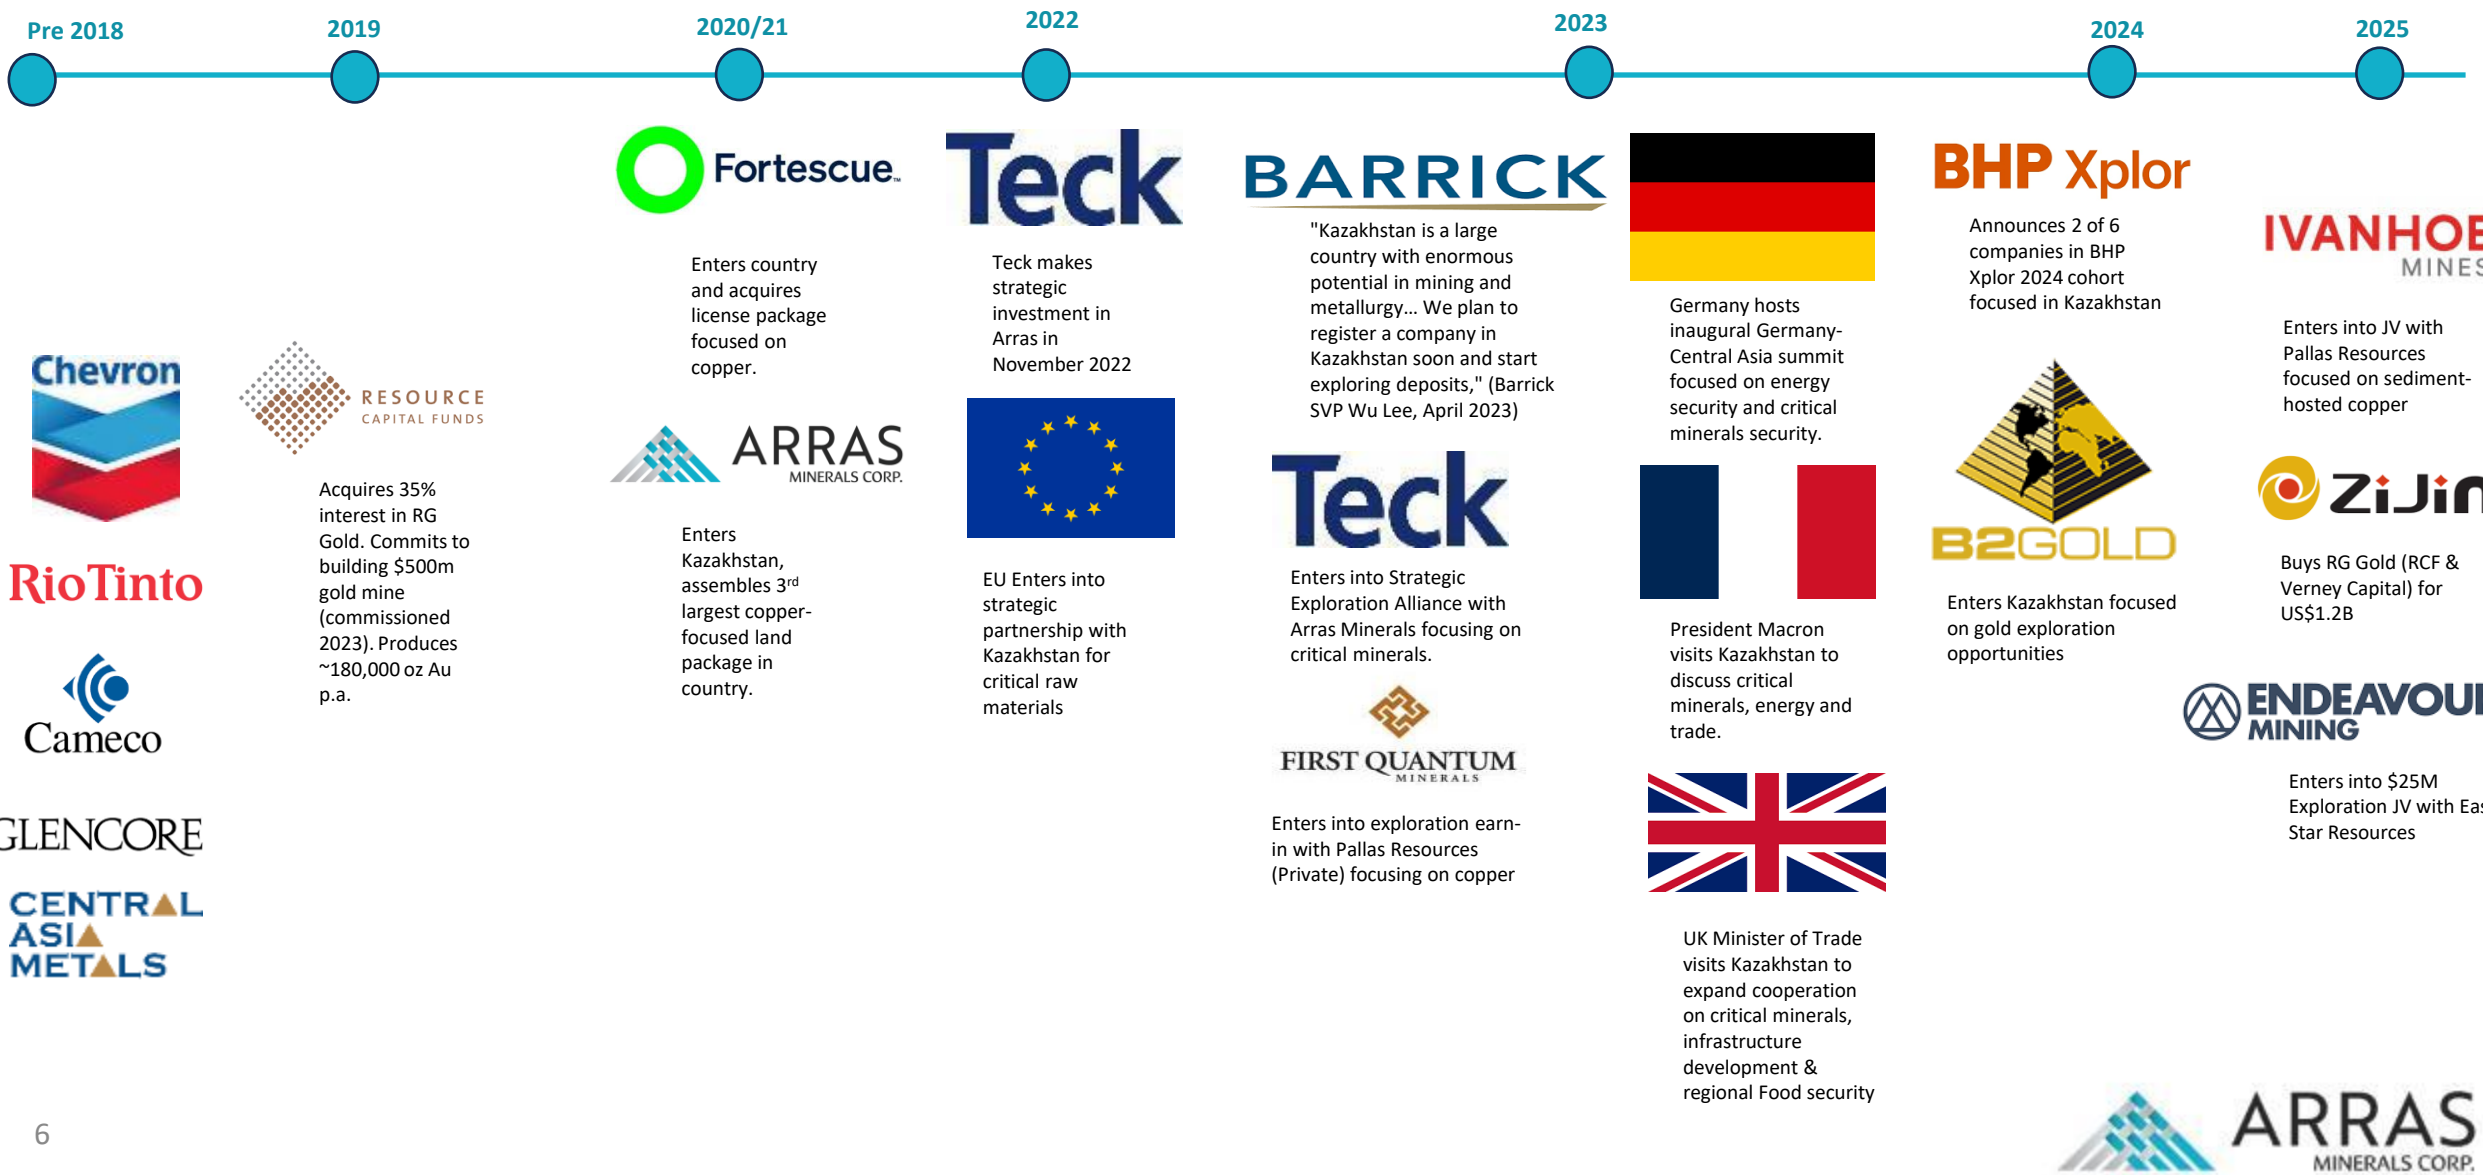 Pre 2018
2019
2020/21
2022
2023
2024
2025
Chevron
RioTinto
Cameco
GLENCORE
CENTRAL
ASIA
METALS
RESOURCE
CAPITAL FUNDS
Acquires 35%
interest in RG
Gold. Commits to
building $500m
gold mine
(commissioned
2023). Produces
~180,000 oz Au
p.a.
Fortescue™
Enters country
and acquires
license package
focused on
copper.
ARRAS
MINERALS CORP.
Enters
Kazakhstan,
assembles 3rd
largest copper-
focused land
package in
country.
Teck
Teck makes
strategic
investment in
Arras in
November 2022
EU Enters into
strategic
partnership with
Kazakhstan for
critical raw
materials
BARRICK
"Kazakhstan is a large
country with enormous
potential in mining and
metallurgy… We plan to
register a company in
Kazakhstan soon and start
exploring deposits," (Barrick
SVP Wu Lee, April 2023)
Teck
Enters into Strategic
Exploration Alliance with
Arras Minerals focusing on
critical minerals.
FIRST QUANTUM
MINERALS
Enters into exploration earn-
in with Pallas Resources
(Private) focusing on copper
Germany hosts
inaugural Germany-
Central Asia summit
focused on energy
security and critical
minerals security.
President Macron
visits Kazakhstan to
discuss critical
minerals, energy and
trade.
UK Minister of Trade
visits Kazakhstan to
expand cooperation
on critical minerals,
infrastructure
development &
regional Food security
BHP Xplor
Announces 2 of 6
companies in BHP
Xplor 2024 cohort
focused in Kazakhstan
B2GOLD
Enters Kazakhstan focused
on gold exploration
opportunities
IVANHOE
MINES
Enters into JV with
Pallas Resources
focused on sediment-
hosted copper
ZiJin
Buys RG Gold (RCF &
Verney Capital) for
US$1.2B
ENDEAVOUR
MINING
Enters into $25M
Exploration JV with Eas
Star Resources
6
ARRAS
MINERALS CORP.